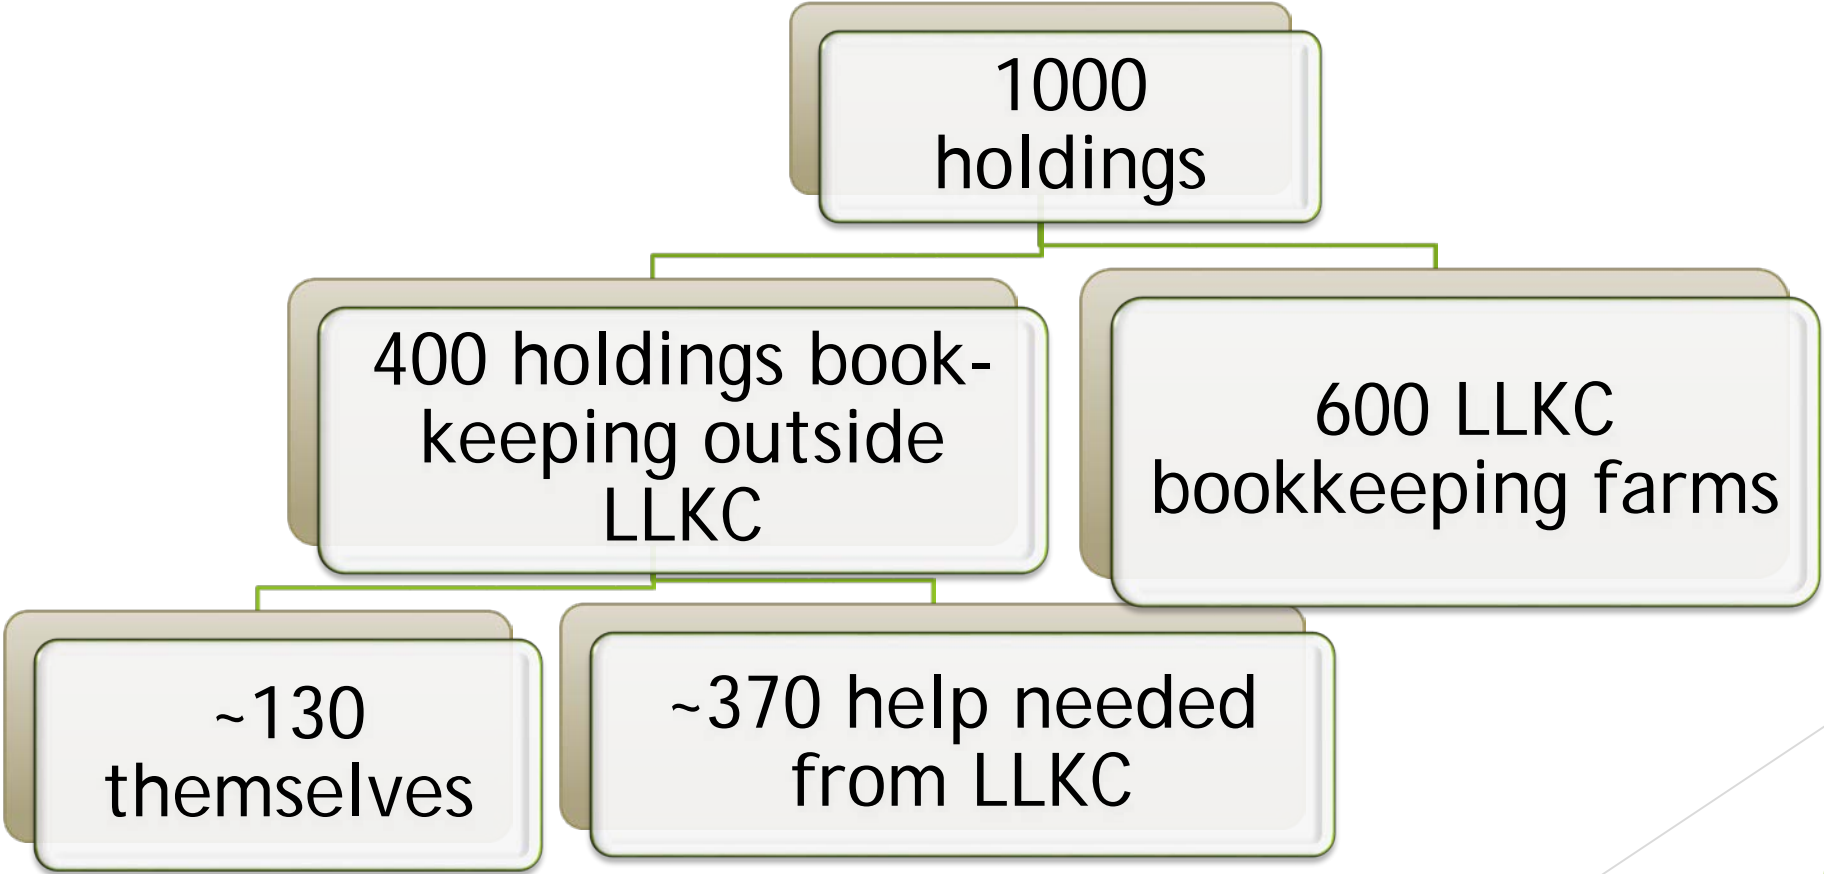 1000
holdings
400 holdings book-
keeping outside
LLKC
600 LLKC
bookkeeping farms
~130
themselves
~370 help needed
from LLKC